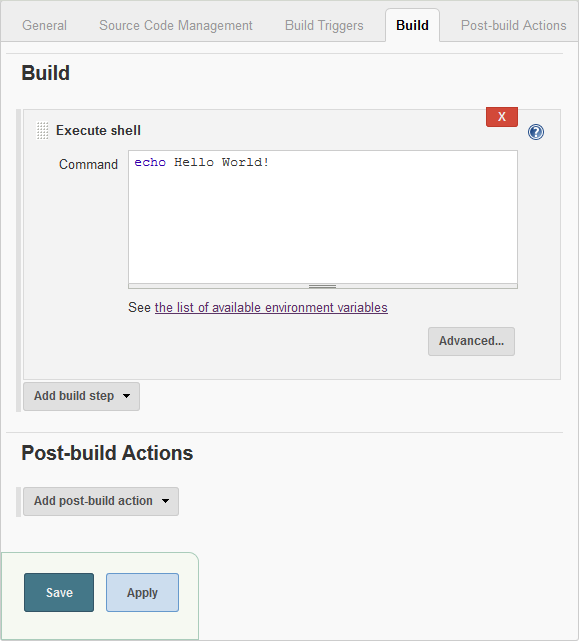 General Source Code Management Build Triggers Build Post-build Actions
Build
X
Execute shell
?
Command
echo Hello World!
See the list of available environment variables
Advanced...
Add build step
Post-build Actions
Add post-build action
Save Apply